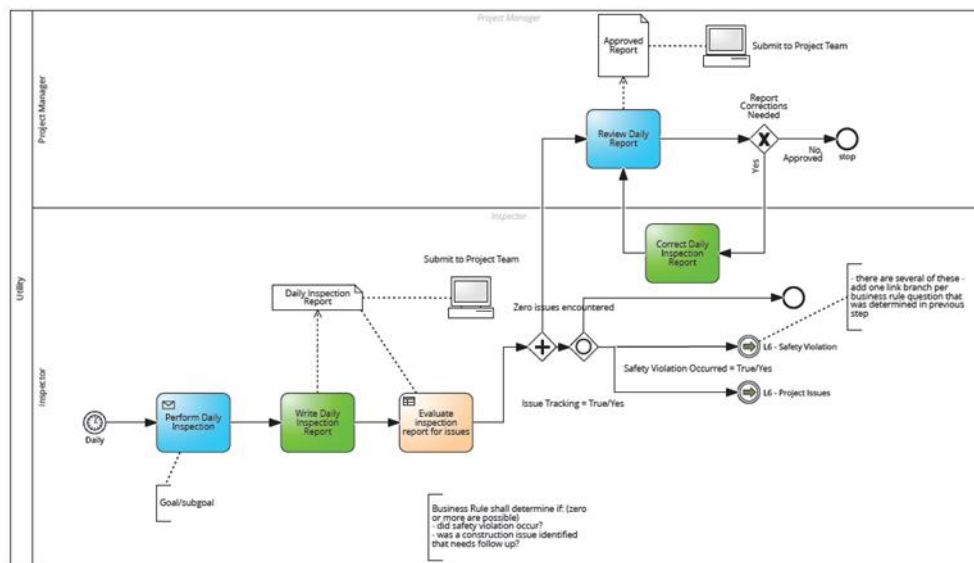 Project Manager
Approved
Report
Submit to Project Team
Report
Corrections
Needed
Project Manager
Review Daily
Report
No,
Approved
stop
Yes
Inspector
Correct Daily
Inspection
Report
Submit to Project Team
- there are several of these -
add one link branch per
business rule question that
was determined in previous
step
Utility
Daily Inspection
Report
Zero issues encountered
L6 - Safety Violation
Safety Violation Occurred = True/Yes
Inspector
L6 - Project Issues
Issue Tracking = True/Yes
Perform Daily
Inspection
Write Daily
Inspection
Report
Evaluate
inspection
report for issues
Daily
Goal/subgoal
Business Rule shall determine if: (zero
or more are possible)
- did safety violation occur?
- was a construction issue identified
that needs follow up?